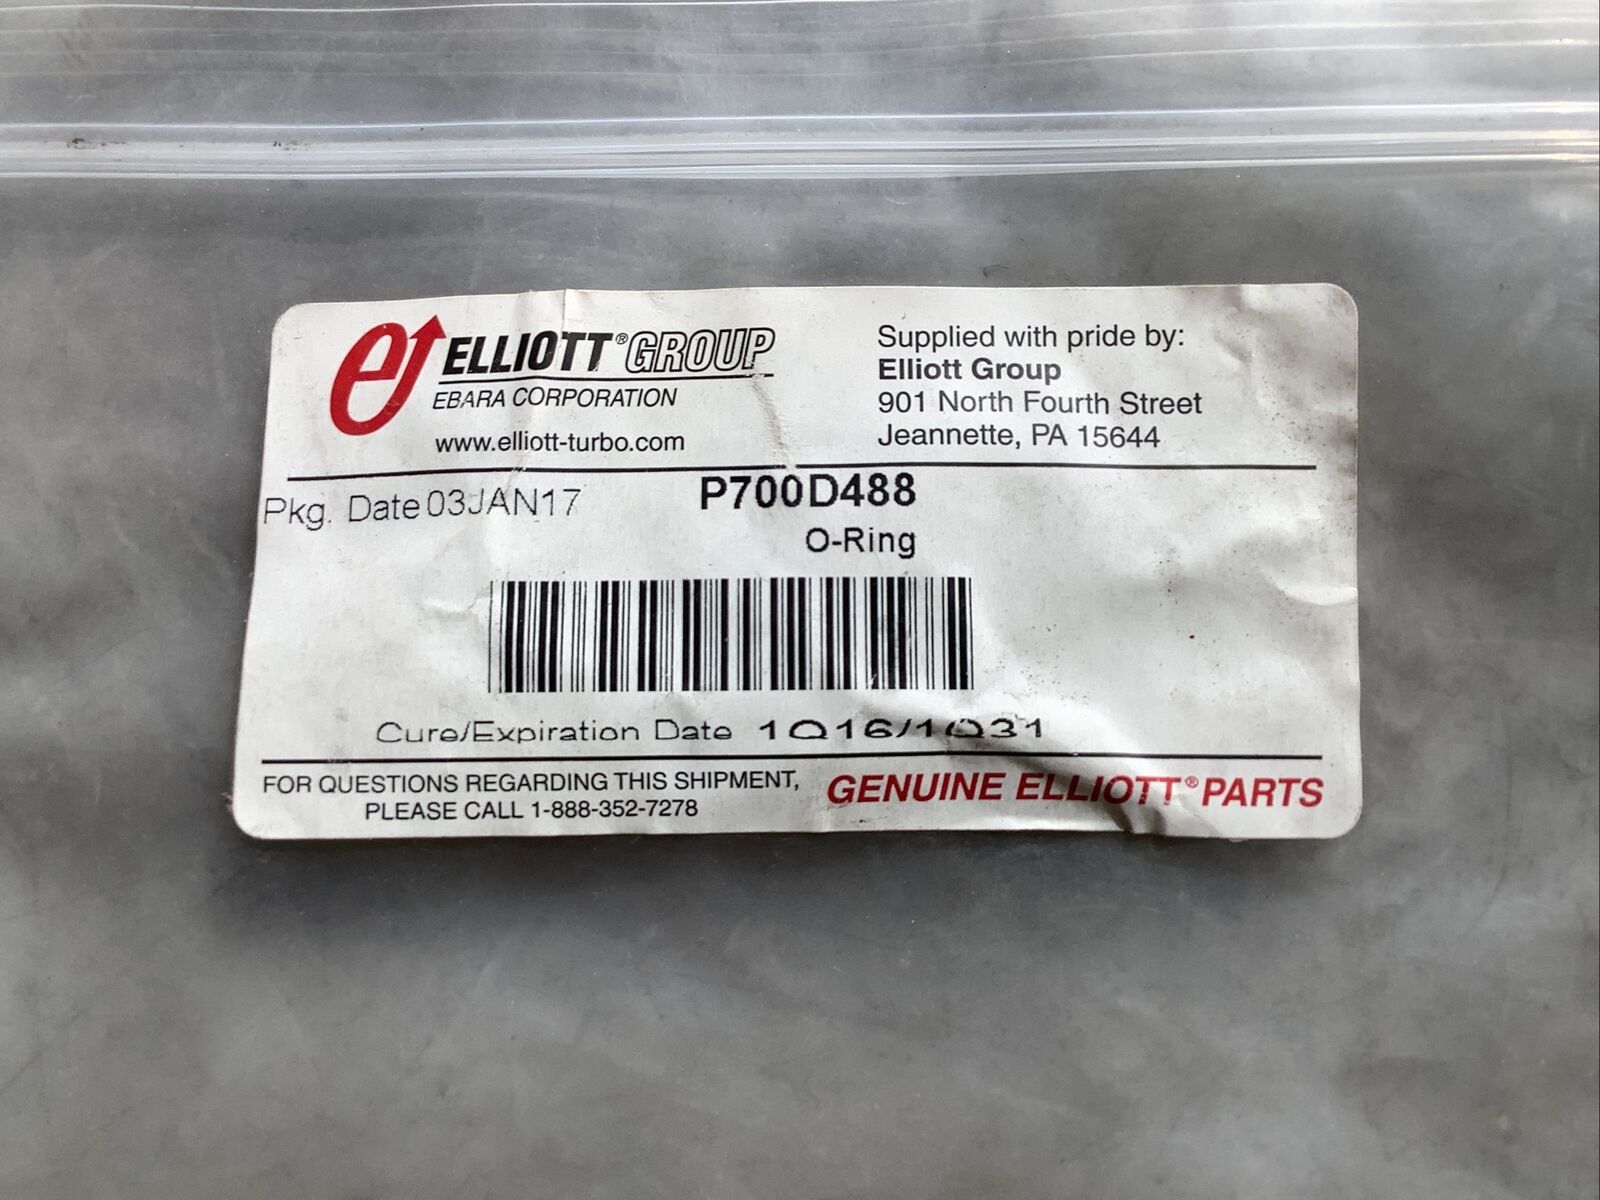 ELLIOTT® GROUP
EBARA CORPORATION
www.elliott-turbo.com
Supplied with pride by:
Elliott Group
901 North Fourth Street
Jeannette, PA 15644
Pkg. Date 03JAN17
P700D488
O-Ring
Cure/Expiration Date 1Q16/1Q31
FOR QUESTIONS REGARDING THIS SHIPMENT,
PLEASE CALL 1-888-352-7278
GENUINE ELLIOTT® PARTS